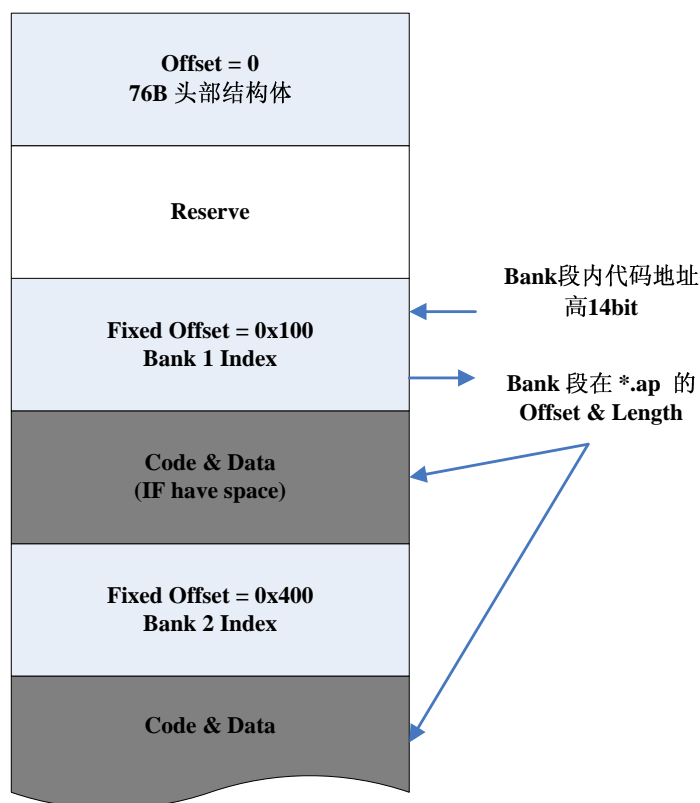 Offset = 0
76B 头部结构体
Reserve
Bank段内代码地址
高14bit
Fixed Offset = 0x100
Bank 1 Index
Bank 段在 *.ap 的
Offset & Length
Code & Data
(IF have space)
Fixed Offset = 0x400
Bank 2 Index
Code & Data